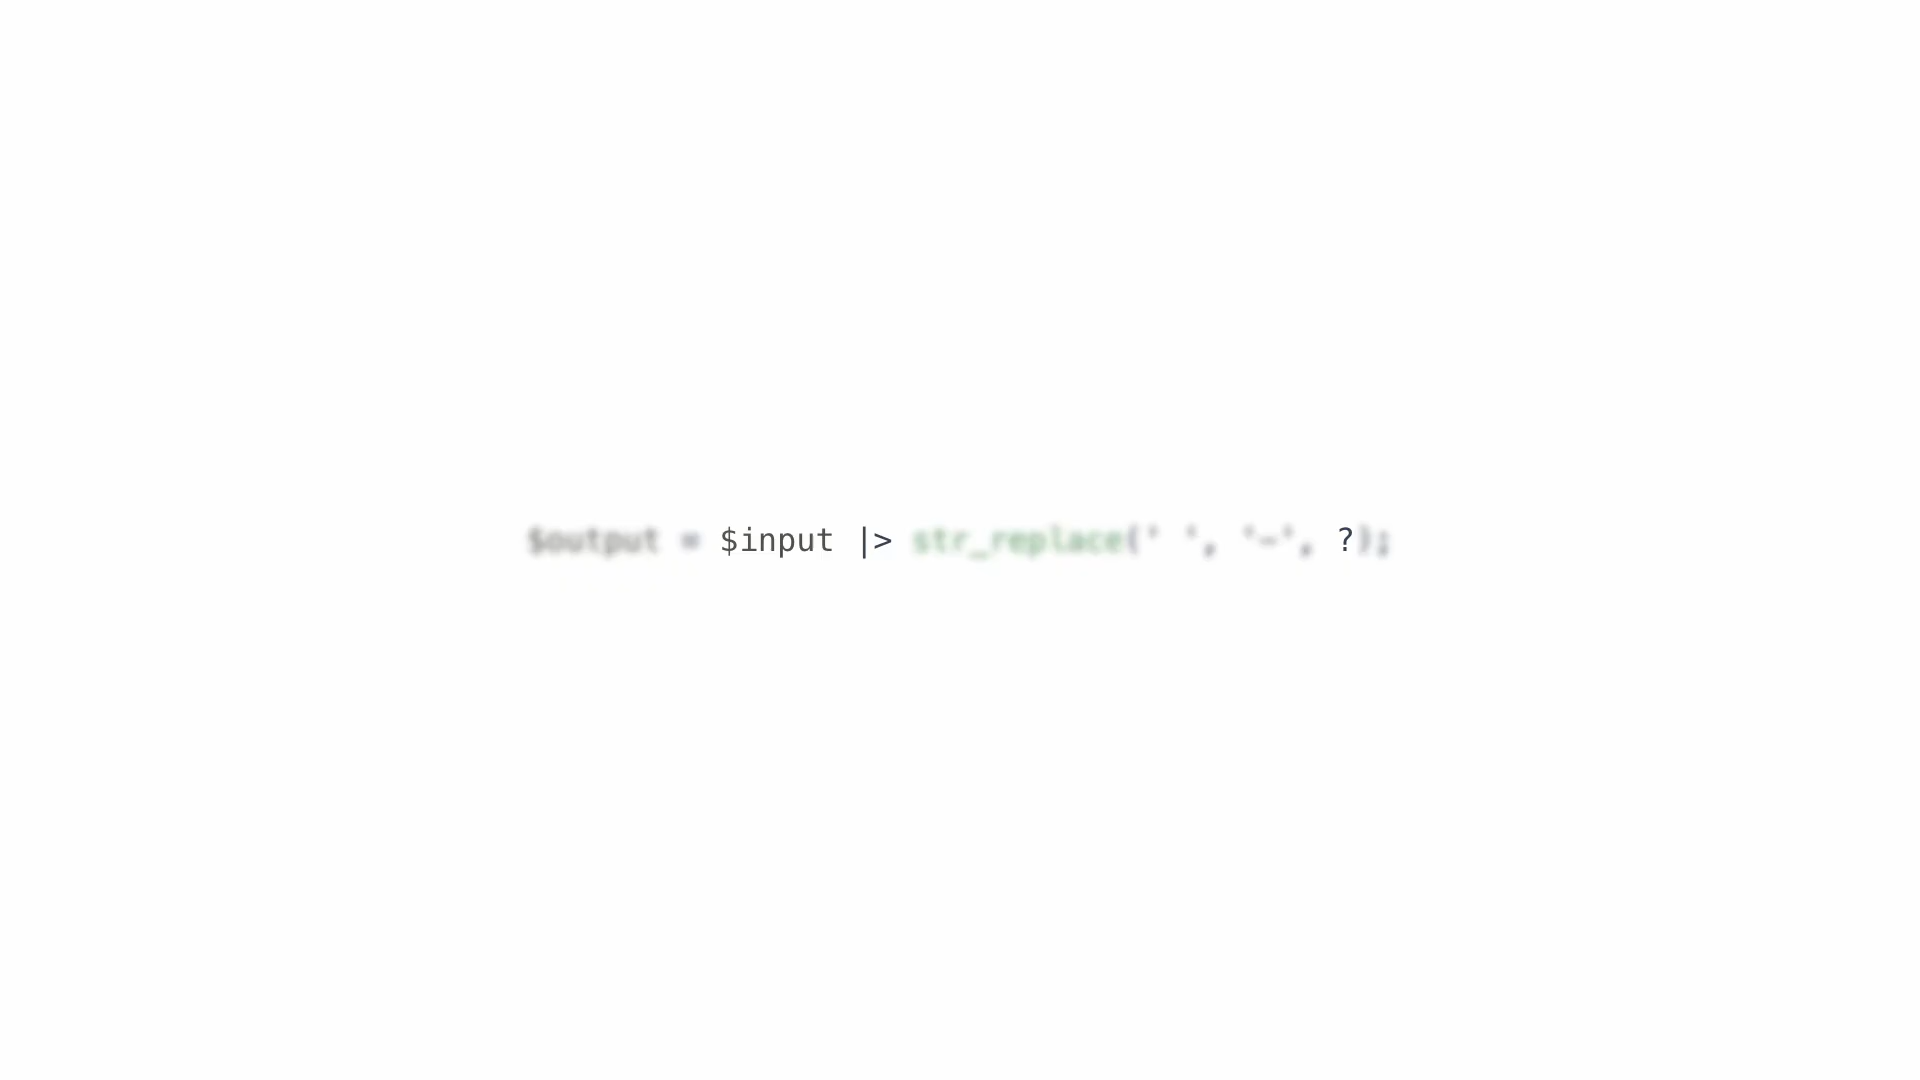 $output = $input |> str_replace(' ', '-', ?);